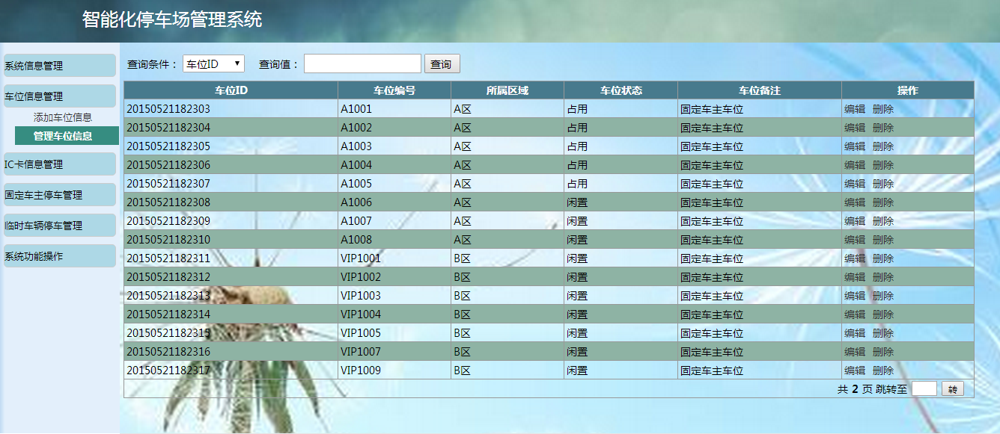 智能化停车场管理系统
系统信息管理
车位信息管理
添加车位信息
管理车位信息
IC卡信息管理
固定车主停车管理
临时车辆停车管理
系统功能操作
查询条件： 车位ID 查询值： 查询
车位ID 车位编号 所属区域 车位状态 车位备注 操作
20150521182303 A1001 A区 占用 固定车主车位 编辑 删除
20150521182304 A1002 A区 占用 固定车主车位 编辑 删除
20150521182305 A1003 A区 占用 固定车主车位 编辑 删除
20150521182306 A1004 A区 占用 固定车主车位 编辑 删除
20150521182307 A1005 A区 占用 固定车主车位 编辑 删除
20150521182308 A1006 A区 闲置 固定车主车位 编辑 删除
20150521182309 A1007 A区 闲置 固定车主车位 编辑 删除
20150521182310 A1008 A区 闲置 固定车主车位 编辑 删除
20150521182311 VIP1001 B区 闲置 固定车主车位 编辑 删除
20150521182312 VIP1002 B区 闲置 固定车主车位 编辑 删除
20150521182313 VIP1003 B区 闲置 固定车主车位 编辑 删除
20150521182314 VIP1004 B区 闲置 固定车主车位 编辑 删除
20150521182315 VIP1005 B区 闲置 固定车主车位 编辑 删除
20150521182316 VIP1007 B区 闲置 固定车主车位 编辑 删除
20150521182317 VIP1009 B区 闲置 固定车主车位 编辑 删除
共 2 页 跳转至 转